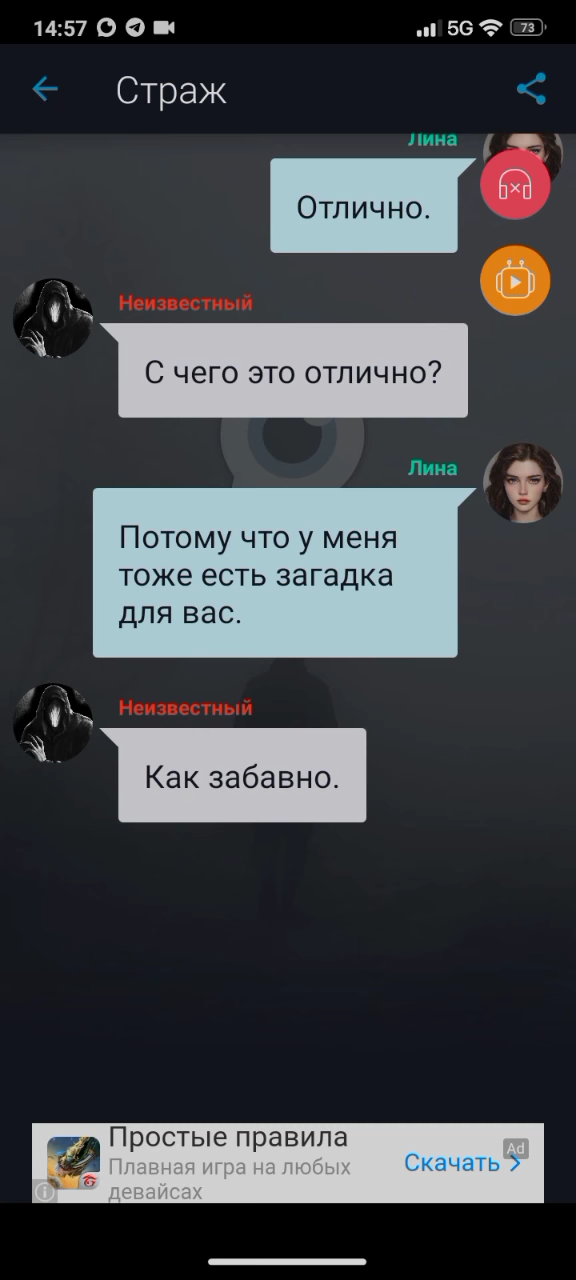 14:57
5G
73
Страж
Лина
Отлично.
Неизвестный
С чего это отлично?
Лина
Потому что у меня
тоже есть загадка
для вас.
Неизвестный
Как забавно.
Простые правила
Плавная игра на любых
девайсах
Скачать
Ad